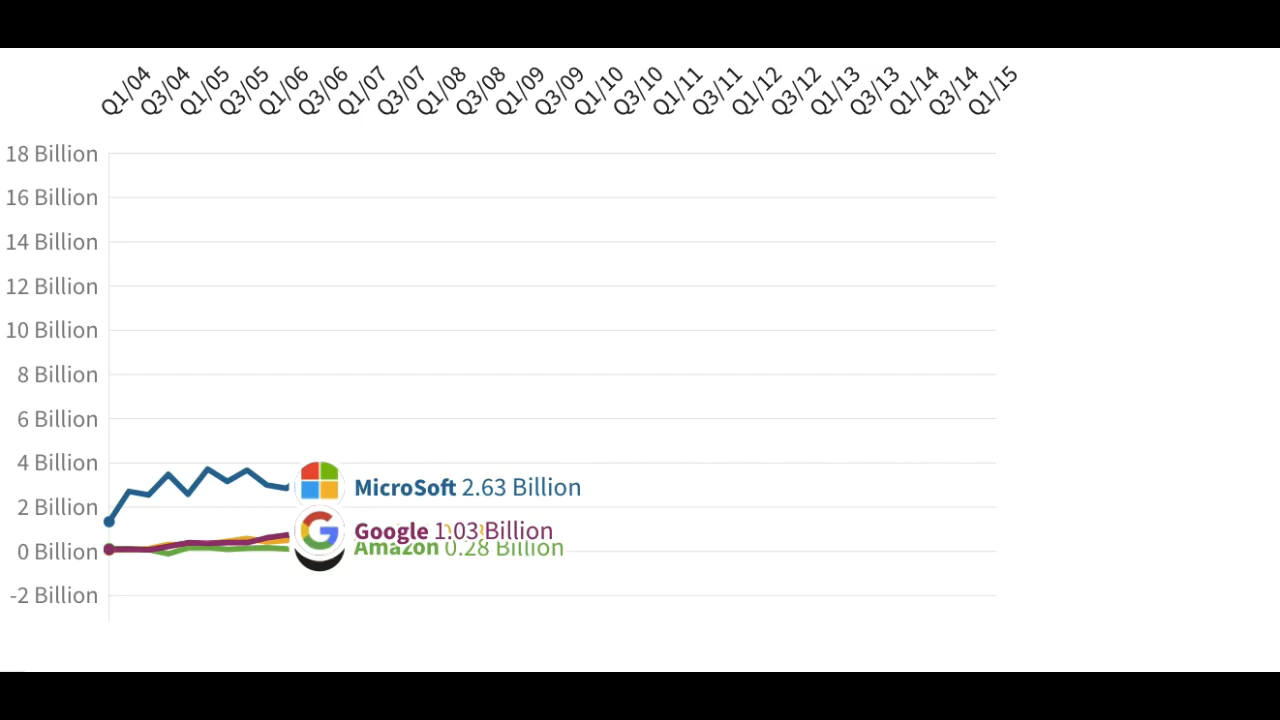 Q1/04 Q3/04 Q1/05 Q3/05 Q1/06 Q3/06 Q1/07 Q3/07 Q1/08 Q3/08 Q1/09 Q3/09 Q1/10 Q3/10 Q1/11 Q3/11 Q1/12 Q3/12 Q1/13 Q3/13 Q1/14 Q3/14 Q1/15
18 Billion
16 Billion
14 Billion
12 Billion
10 Billion
8 Billion
6 Billion
4 Billion
MicroSoft 2.63 Billion
2 Billion
Google 1.03 Billion
Amazon 0.28 Billion
0 Billion
-2 Billion